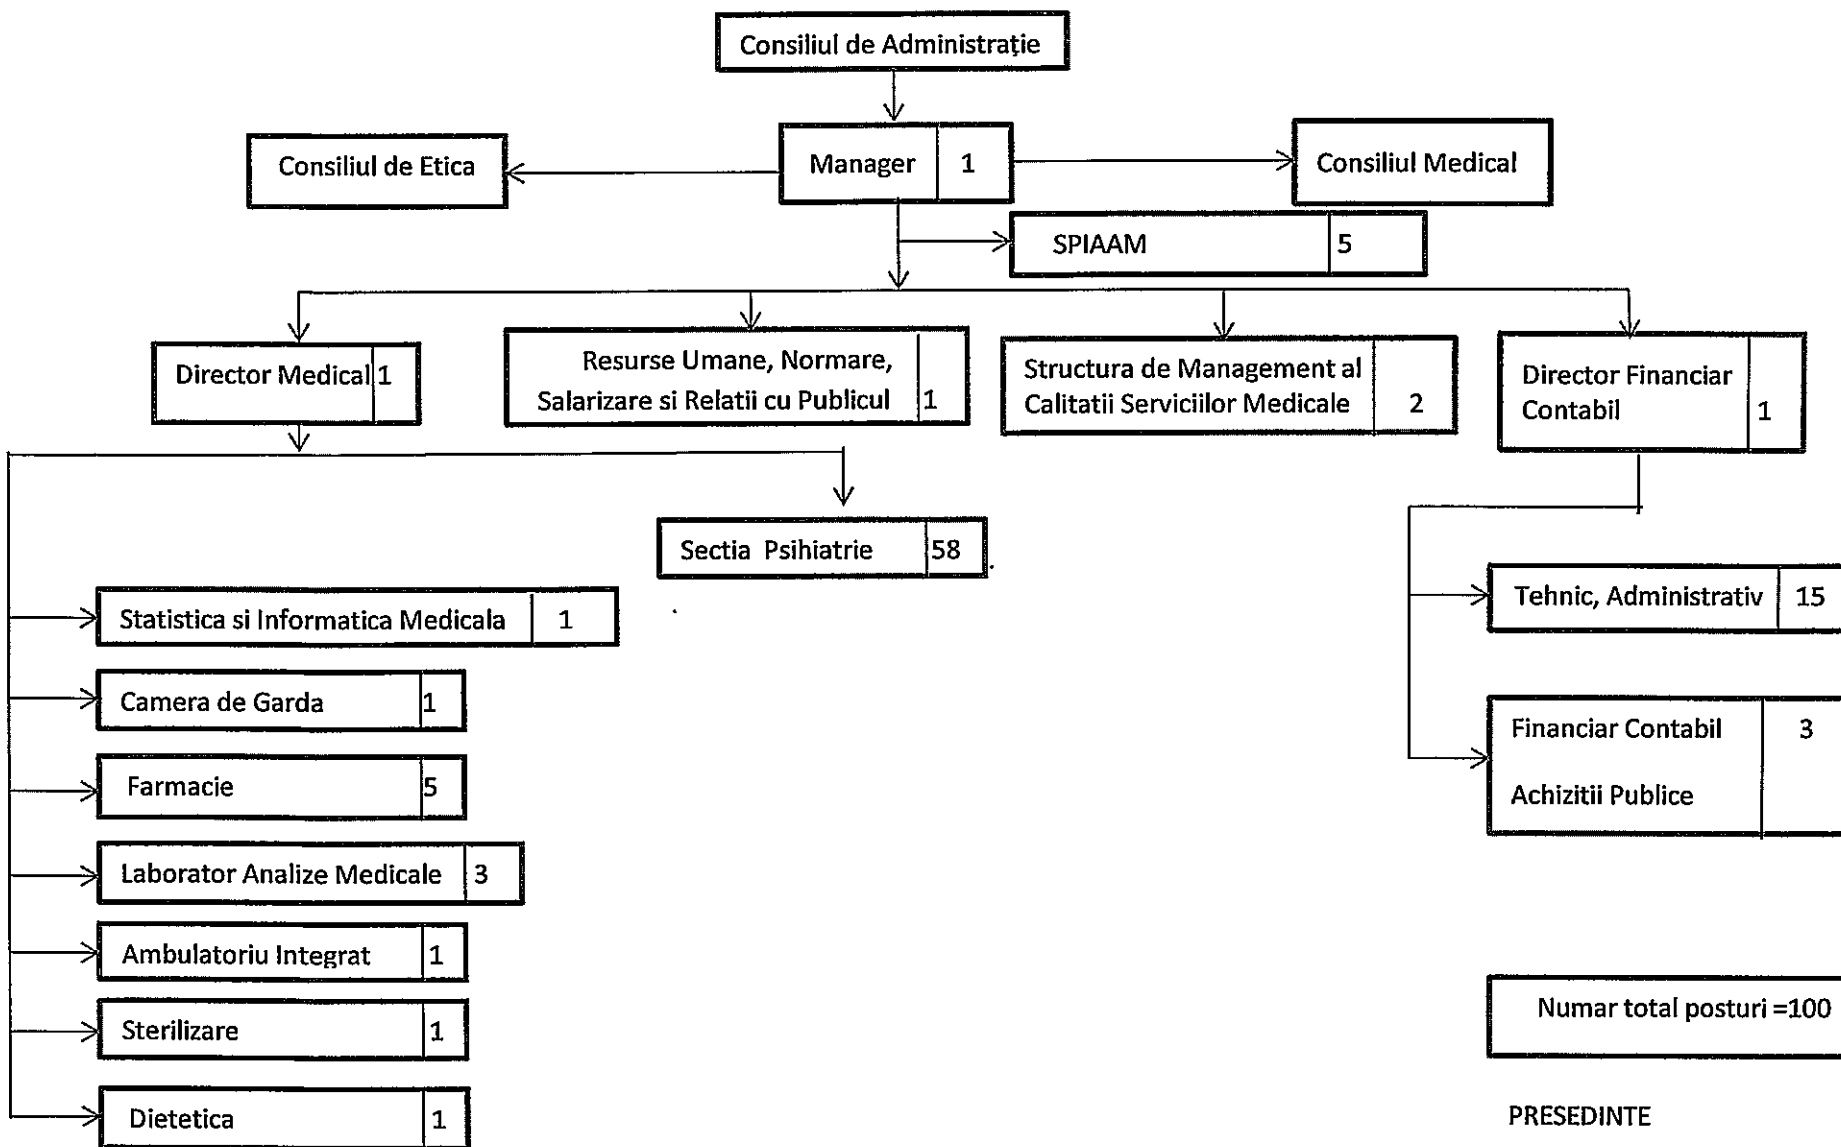 Consiliul de Administrație
Consiliul de Etica
Manager 1
Consiliul Medical
SPIAAM 5
Director Medical 1
Resurse Umane, Normare,
Salarizare si Relatii cu Publicul 1
Structura de Management al
Calitatii Serviciilor Medicale 2
Director Financiar
Contabil 1
Sectia Psihiatrie 58
Statistica si Informatica Medicala 1
Camera de Garda 1
Farmacie 5
Laborator Analize Medicale 3
Ambulatoriu Integrat 1
Sterilizare 1
Dietetica 1
Tehnic, Administrativ 15
Financiar Contabil 3
Achizitii Publice
Numar total posturi =100
PRESEDINTE